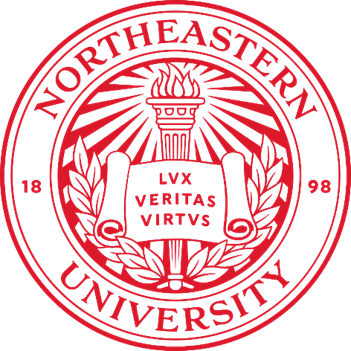 NORTHEASTERN
18 98
LVX
VERITAS
VIRTVS
UNIVERSITY